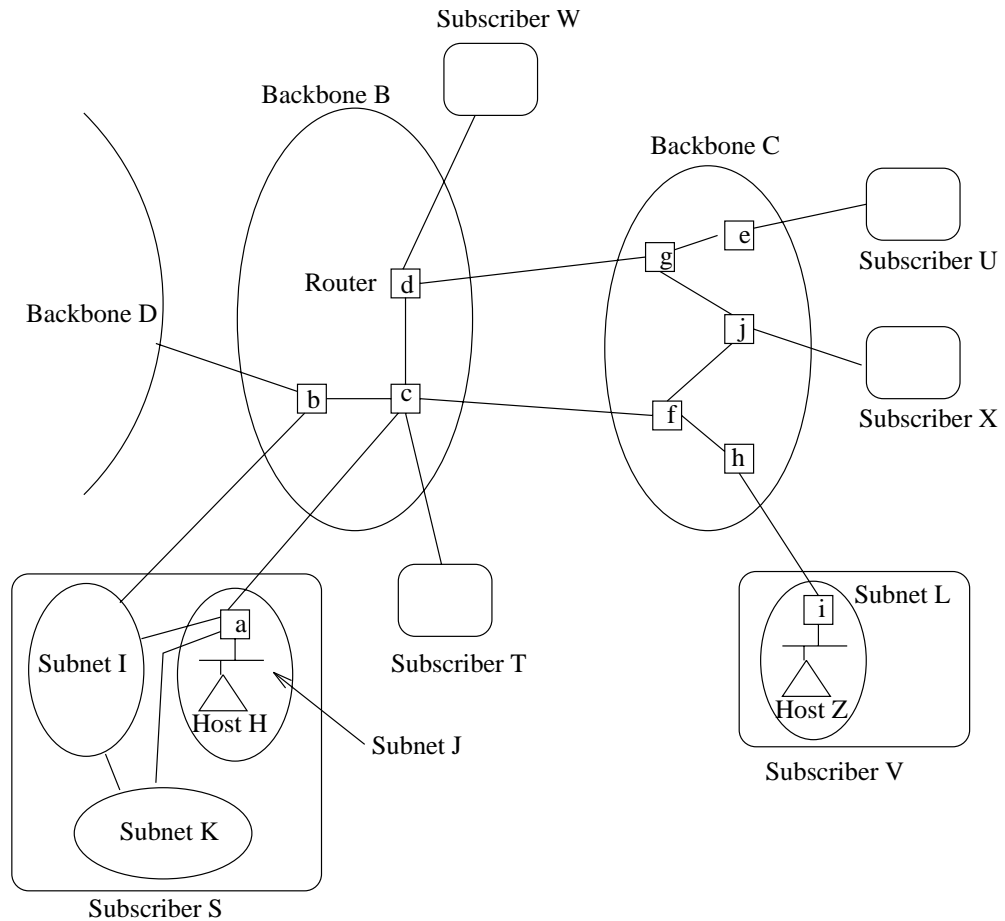 Subscriber W
Backbone B
Backbone C
e
g
Subscriber U
Router
d
Backbone D
j
b
c
f
Subscriber X
h
Subnet L
a
i
Subnet I
Subscriber T
Host H
Host Z
Subnet J
Subscriber V
Subnet K
Subscriber S